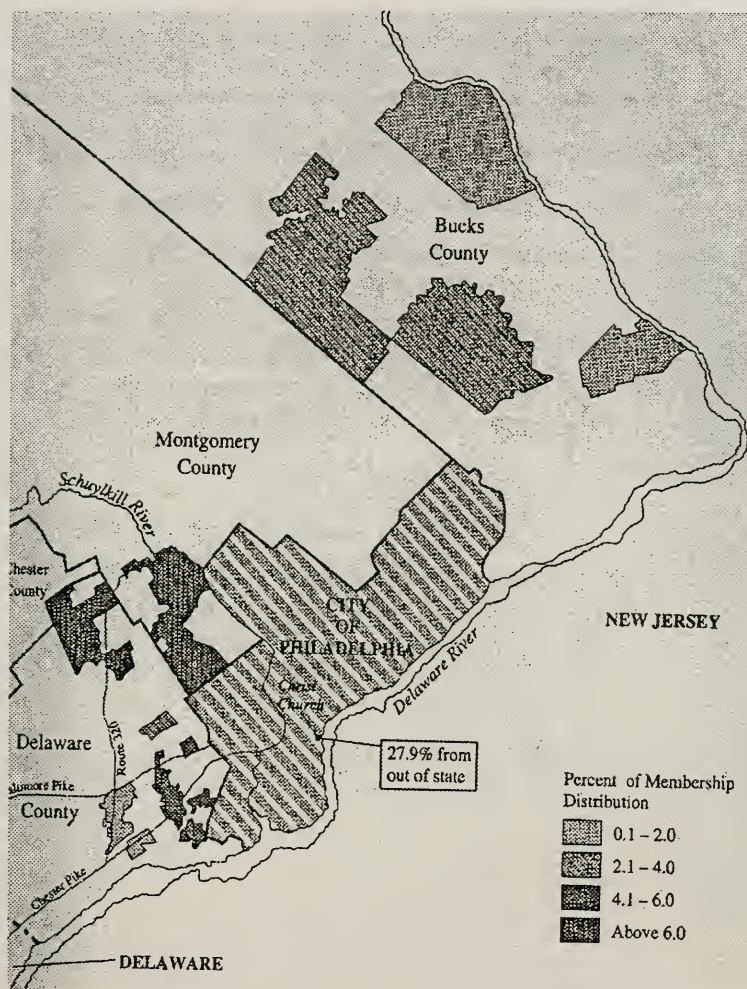 Bucks
County
Montgomery
County
Schuylkill River
Chester
County
CITY
OF
PHILADELPHIA
NEW JERSEY
Christ
Church
Delaware River
Delaware
County
Route 320
Pike
27.9% from
out of state
Chester Pike
DELAWARE
Percent of Membership
Distribution
0.1 – 2.0
2.1 – 4.0
4.1 – 6.0
Above 6.0